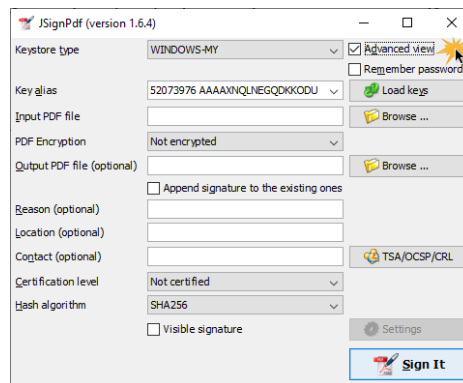 JSignPdf (version 1.6.4)
Keystore type WINDOWS-MY Advanced view
Remember password
Key alias 52073976 AAAAXNQLNEGQDKKODU Load keys
Input PDF file Browse ...
PDF Encryption Not encrypted
Output PDF file (optional) Browse ...
Append signature to the existing ones
Reason (optional)
Location (optional)
Contact (optional) TSA/OCSP/CRL
Certification level Not certified
Hash algorithm SHA256
Visible signature Settings
Sign It